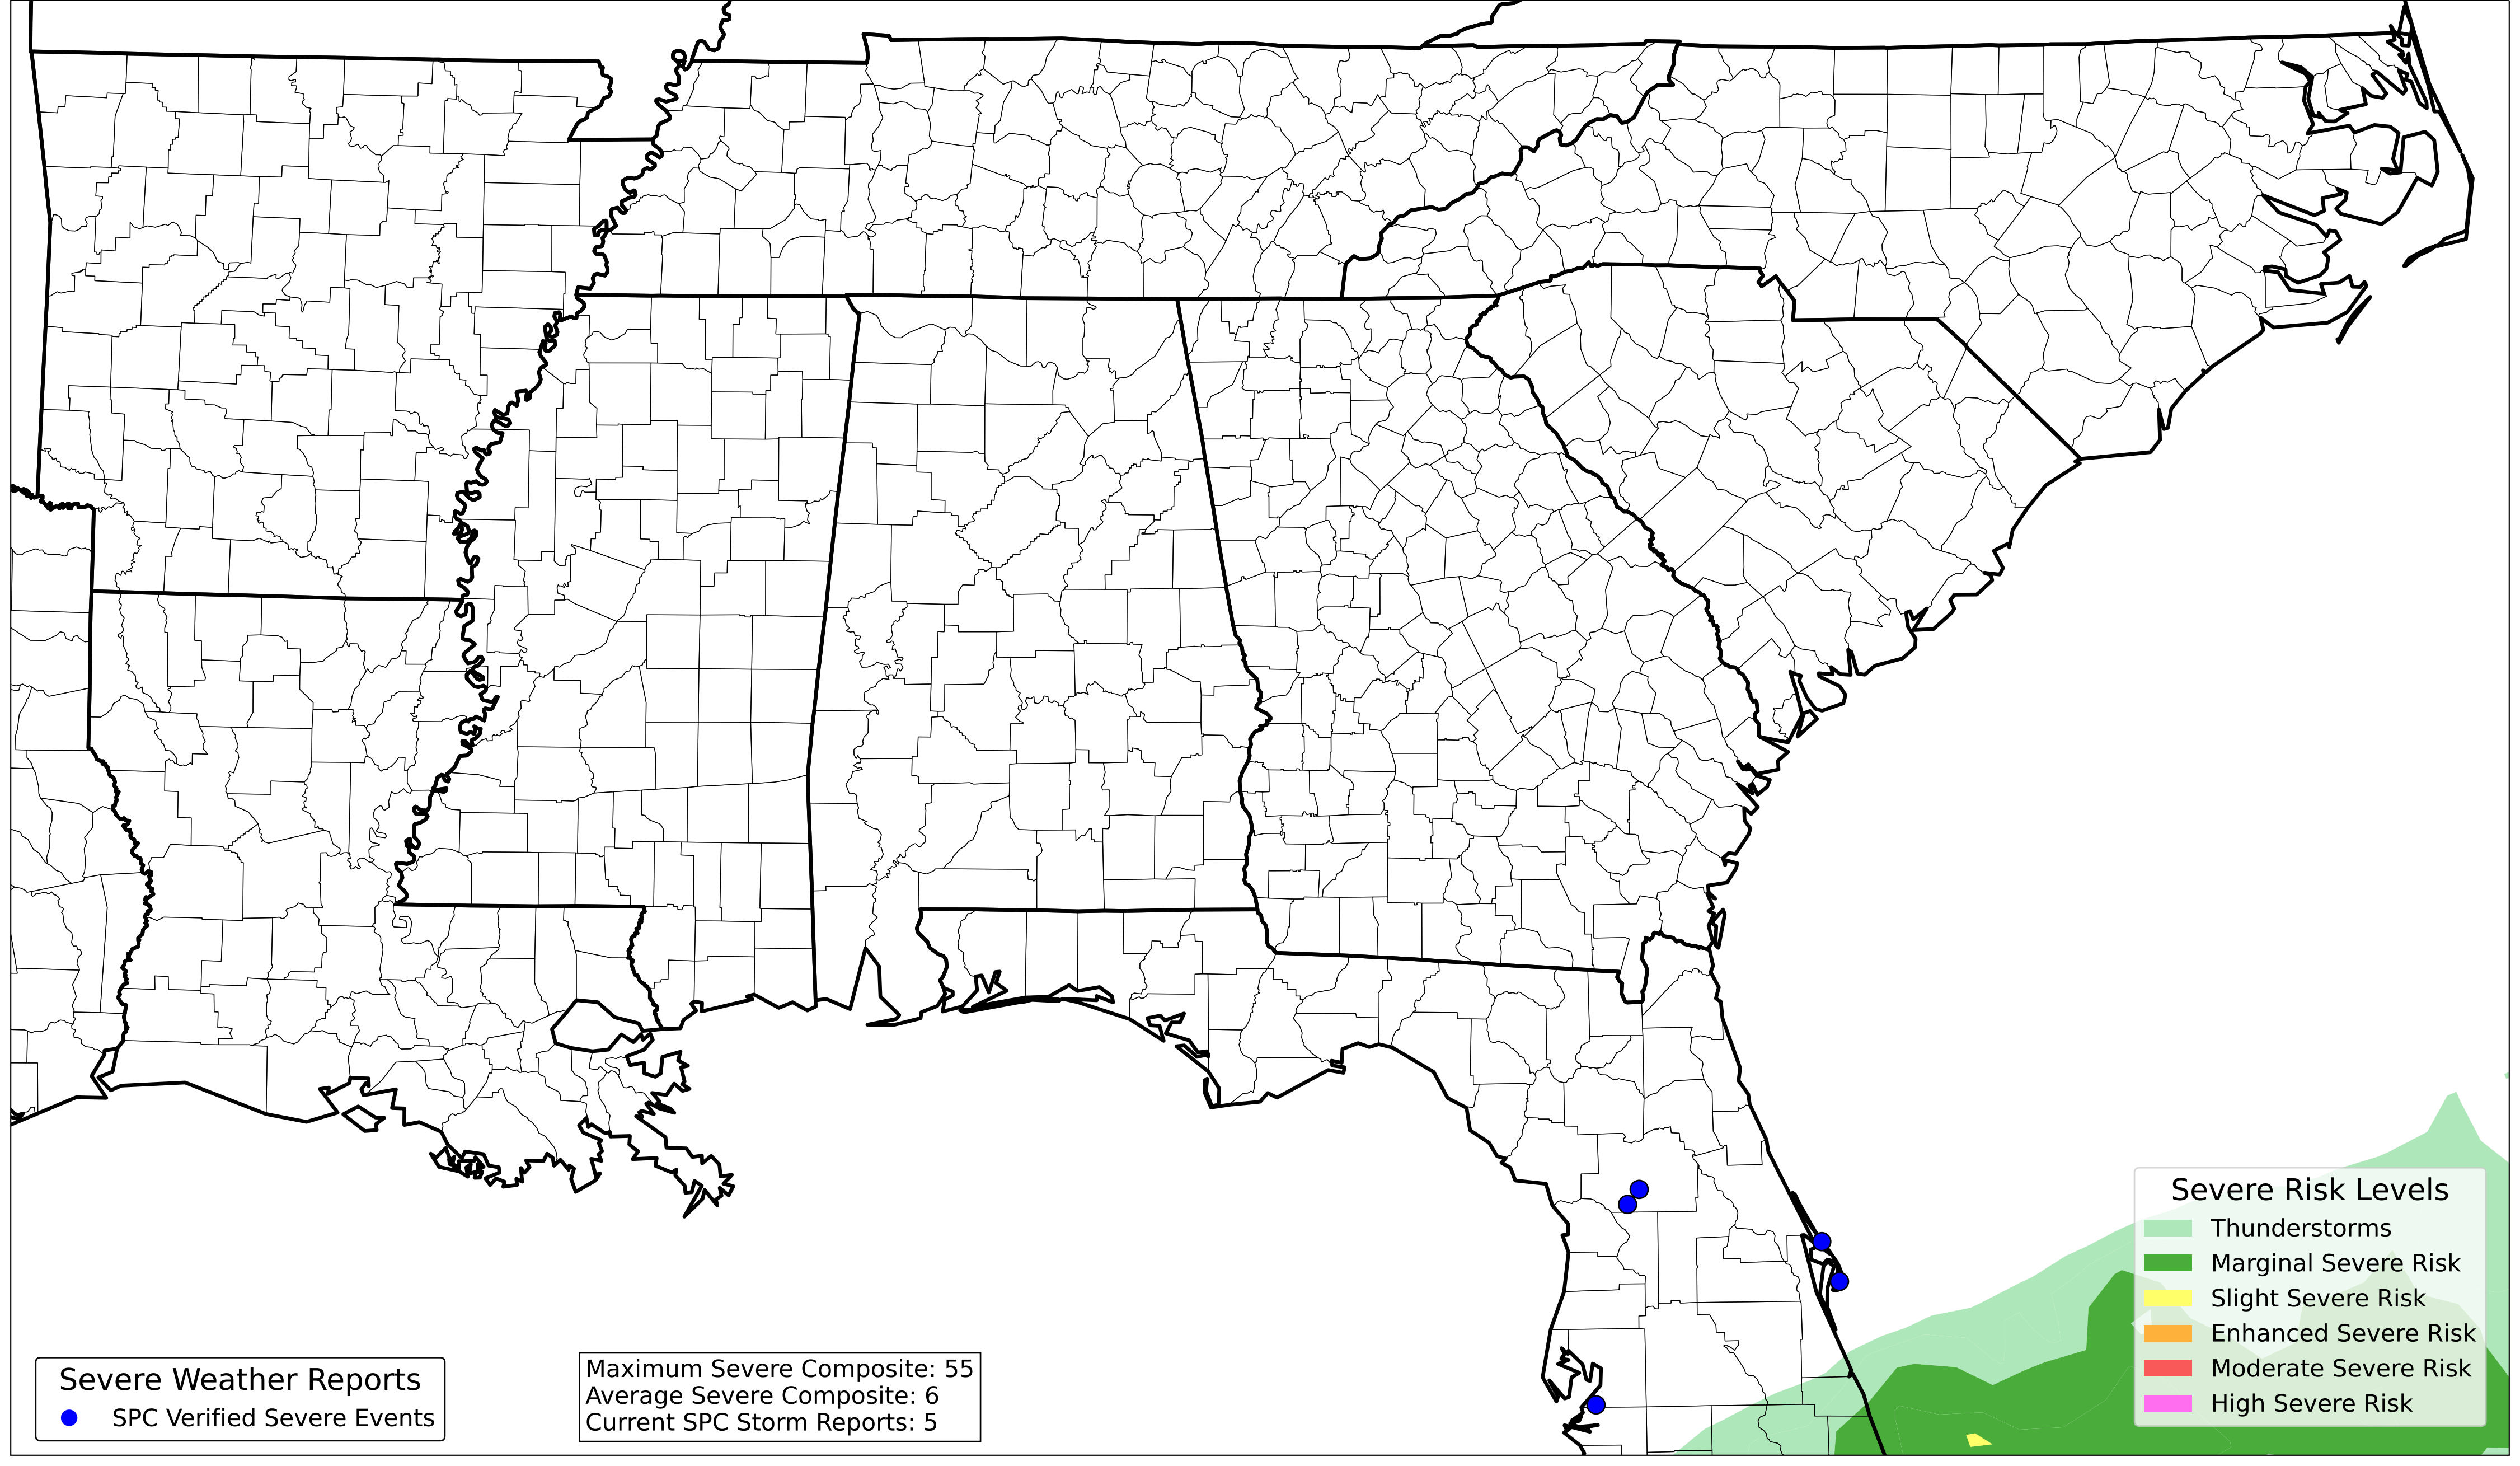 Severe Weather Reports
SPC Verified Severe Events
Maximum Severe Composite: 55
Average Severe Composite: 6
Current SPC Storm Reports: 5
Severe Risk Levels
Thunderstorms
Marginal Severe Risk
Slight Severe Risk
Enhanced Severe Risk
Moderate Severe Risk
High Severe Risk